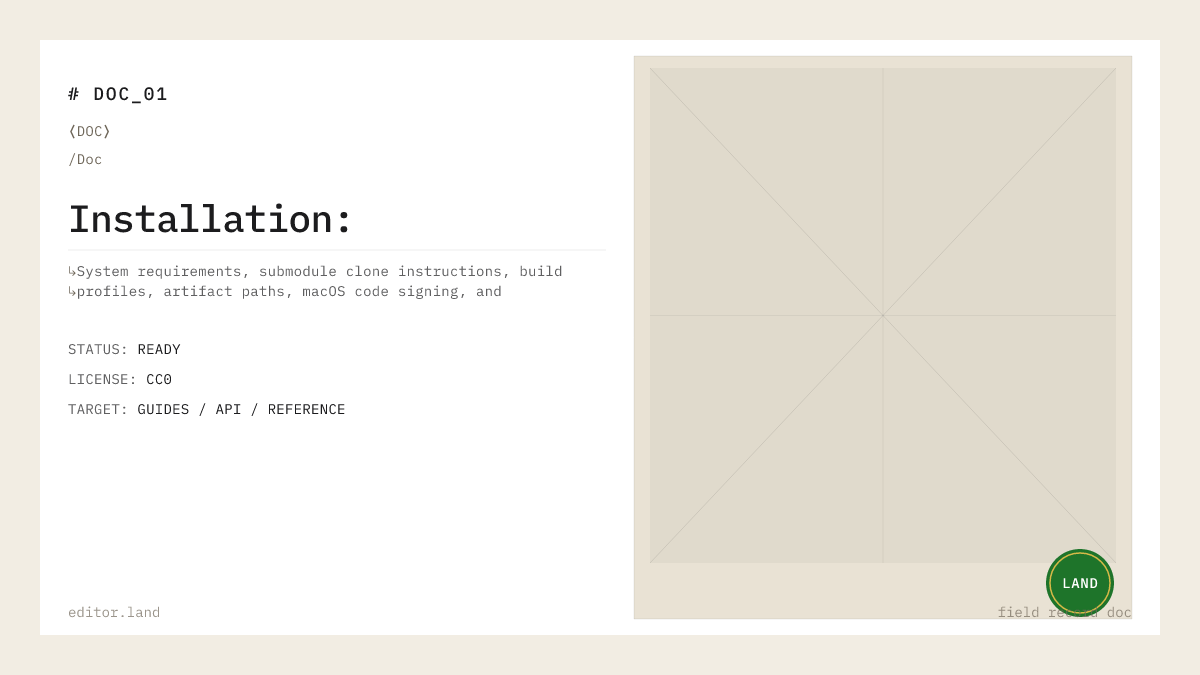 # DOC_01
⟨DOC⟩
/Doc
Installation:
↳System requirements, submodule clone instructions, build
↳profiles, artifact paths, macOS code signing, and
STATUS: READY
LICENSE: CC0
TARGET: GUIDES / API / REFERENCE
LAND
editor.land
field record doc